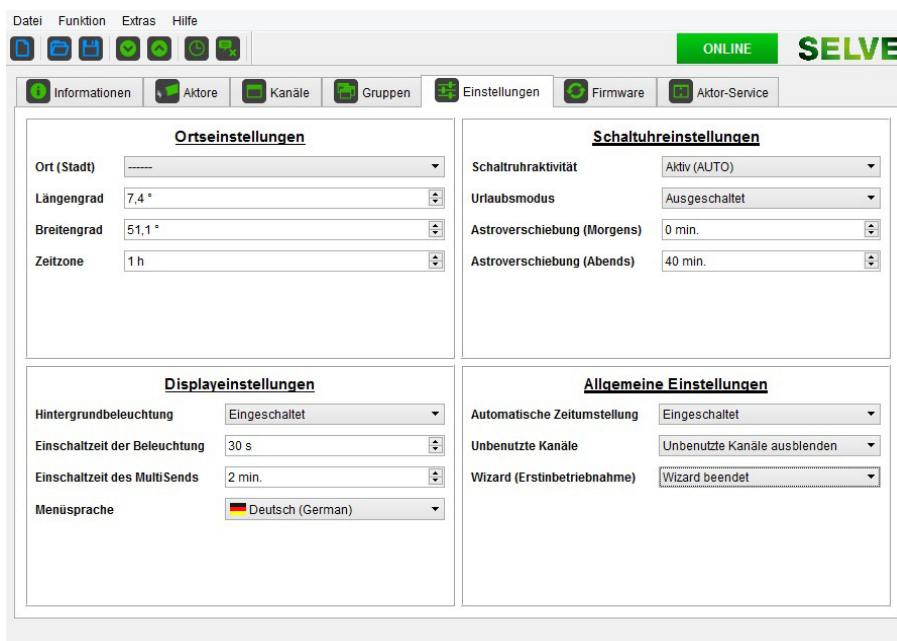 Datei Funktion Extras Hilfe
ONLINE SELVE
Informationen Aktore Kanäle Gruppen Einstellungen Firmware Aktor-Service
Ortseinstellungen
Ort (Stadt) ------
Längengrad 7,4 °
Breitengrad 51,1 °
Zeitzone 1 h
Schaltuhreinstellungen
Schaltruhraktivität Aktiv (AUTO)
Urlaubsmodus Ausgeschaltet
Astroverschiebung (Morgens) 0 min.
Astroverschiebung (Abends) 40 min.
Displayeinstellungen
Hintergrundbeleuchtung Eingeschaltet
Einschaltzeit der Beleuchtung 30 s
Einschaltzeit des MultiSends 2 min.
Menüsprache Deutsch (German)
Allgemeine Einstellungen
Automatische Zeitumstellung Eingeschaltet
Unbenutzte Kanäle Unbenutzte Kanäle ausblenden
Wizard (Erstinbetriebnahme) Wizard beendet